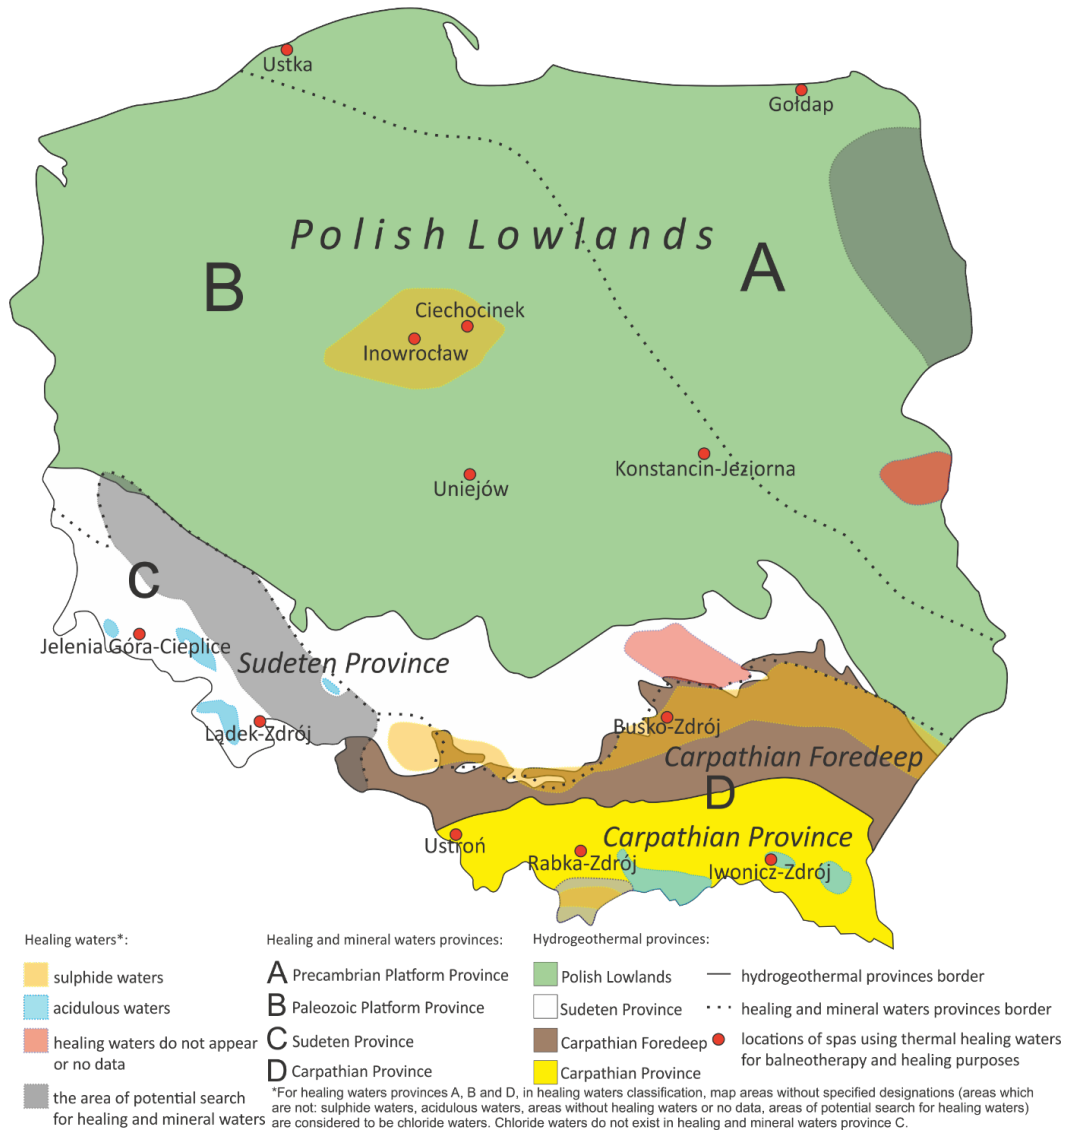 Ustka
Gołdap
Polish Lowlands
B
A
Ciechocinek
Inowrocław
Konstancin-Jeziorna
Uniejów
C
Jelenia Góra-Cieplice
Sudeten Province
Lądek-Zdrój
Busko-Zdrój
Carpathian Foredeep
D
Carpathian Province
Ustroń
Rabka-Zdrój
Iwonicz-Zdrój
Healing waters*:
sulphide waters
acidulous waters
healing waters do not appear
or no data
the area of potential search
for healing and mineral waters
Healing and mineral waters provinces:
A Precambrian Platform Province
B Paleozoic Platform Province
C Sudeten Province
D Carpathian Province
Hydrogeothermal provinces:
Polish Lowlands
Sudeten Province
Carpathian Foredeep
Carpathian Province
hydrogeothermal provinces border
healing and mineral waters provinces border
locations of spas using thermal healing waters
for balneotherapy and healing purposes
*For healing waters provinces A, B and D, in healing waters classification, map areas without specified designations (areas which
are not: sulphide waters, acidulous waters, areas without healing waters or no data, areas of potential search for healing waters)
are considered to be chloride waters. Chloride waters do not exist in healing and mineral waters province C.